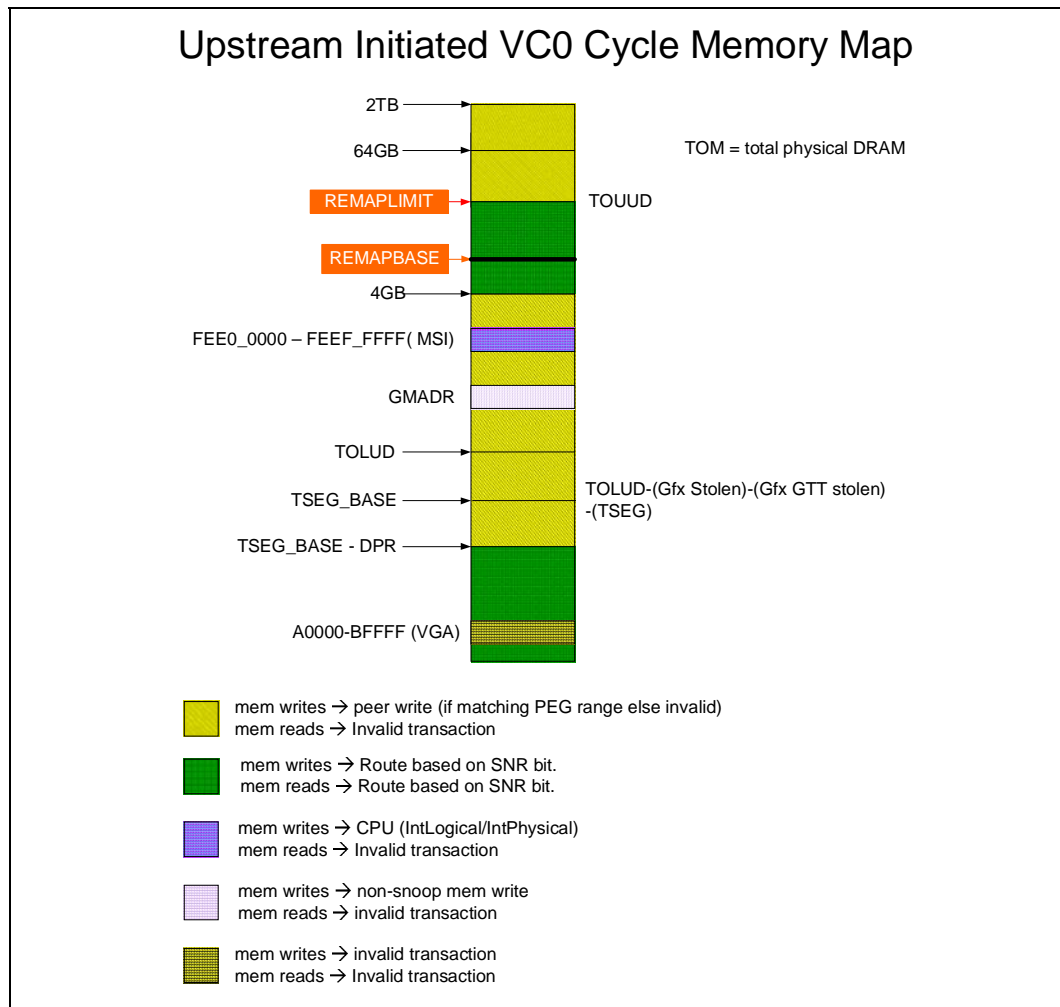 Upstream Initiated VC0 Cycle Memory Map
2TB
64GB
TOM = total physical DRAM
REMAPLIMIT
TOUUD
REMAPBASE
4GB
FEE0_0000 – FEEF_FFFF( MSI)
GMADR
TOLUD
TSEG_BASE
TOLUD-(Gfx Stolen)-(Gfx GTT stolen)
-(TSEG)
TSEG_BASE - DPR
A0000-BFFFF (VGA)
mem writes → peer write (if matching PEG range else invalid)
mem reads → Invalid transaction
mem writes → Route based on SNR bit.
mem reads → Route based on SNR bit.
mem writes → CPU (IntLogical/IntPhysical)
mem reads → Invalid transaction
mem writes → non-snoop mem write
mem reads → invalid transaction
mem writes → invalid transaction
mem reads → Invalid transaction